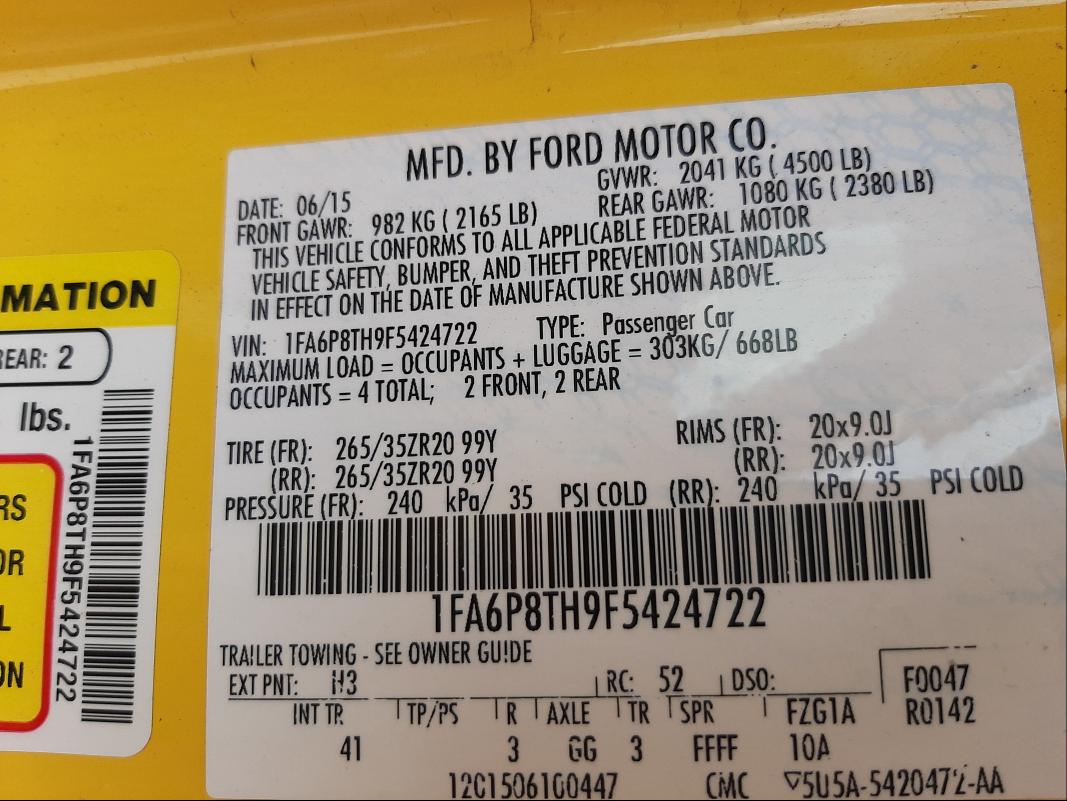 MFD. BY FORD MOTOR CO.
DATE: 06/15 GVWR: 2041 KG ( 4500 LB)
FRONT GAWR: 982 KG ( 2165 LB) REAR GAWR: 1080 KG ( 2380 LB)
THIS VEHICLE CONFORMS TO ALL APPLICABLE FEDERAL MOTOR
VEHICLE SAFETY, BUMPER, AND THEFT PREVENTION STANDARDS
IN EFFECT ON THE DATE OF MANUFACTURE SHOWN ABOVE.
VIN: 1FA6P8TH9F5424722 TYPE: Passenger Car
MAXIMUM LOAD = OCCUPANTS + LUGGAGE = 303KG/ 668LB
OCCUPANTS = 4 TOTAL; 2 FRONT, 2 REAR
TIRE (FR): 265/35ZR20 99Y RIMS (FR): 20x9.0J
(RR): 265/35ZR20 99Y (RR): 20x9.0J
PRESSURE (FR): 240 kPa/ 35 PSI COLD (RR): 240 kPa/ 35 PSI COLD
1FA6P8TH9F5424722
TRAILER TOWING - SEE OWNER GUIDE
EXT PNT: H3 RC: 52 DSO: F0047
INT TR TP/PS R AXLE TR SPR FZG1A R0142
41 3 GG 3 FFFF 10A
12C1506100447 CMC ▽5U5A-5420472-AA
MATION
REAR: 2
lbs.
1FA6P8TH9F5424722
RS
OR
L
ON